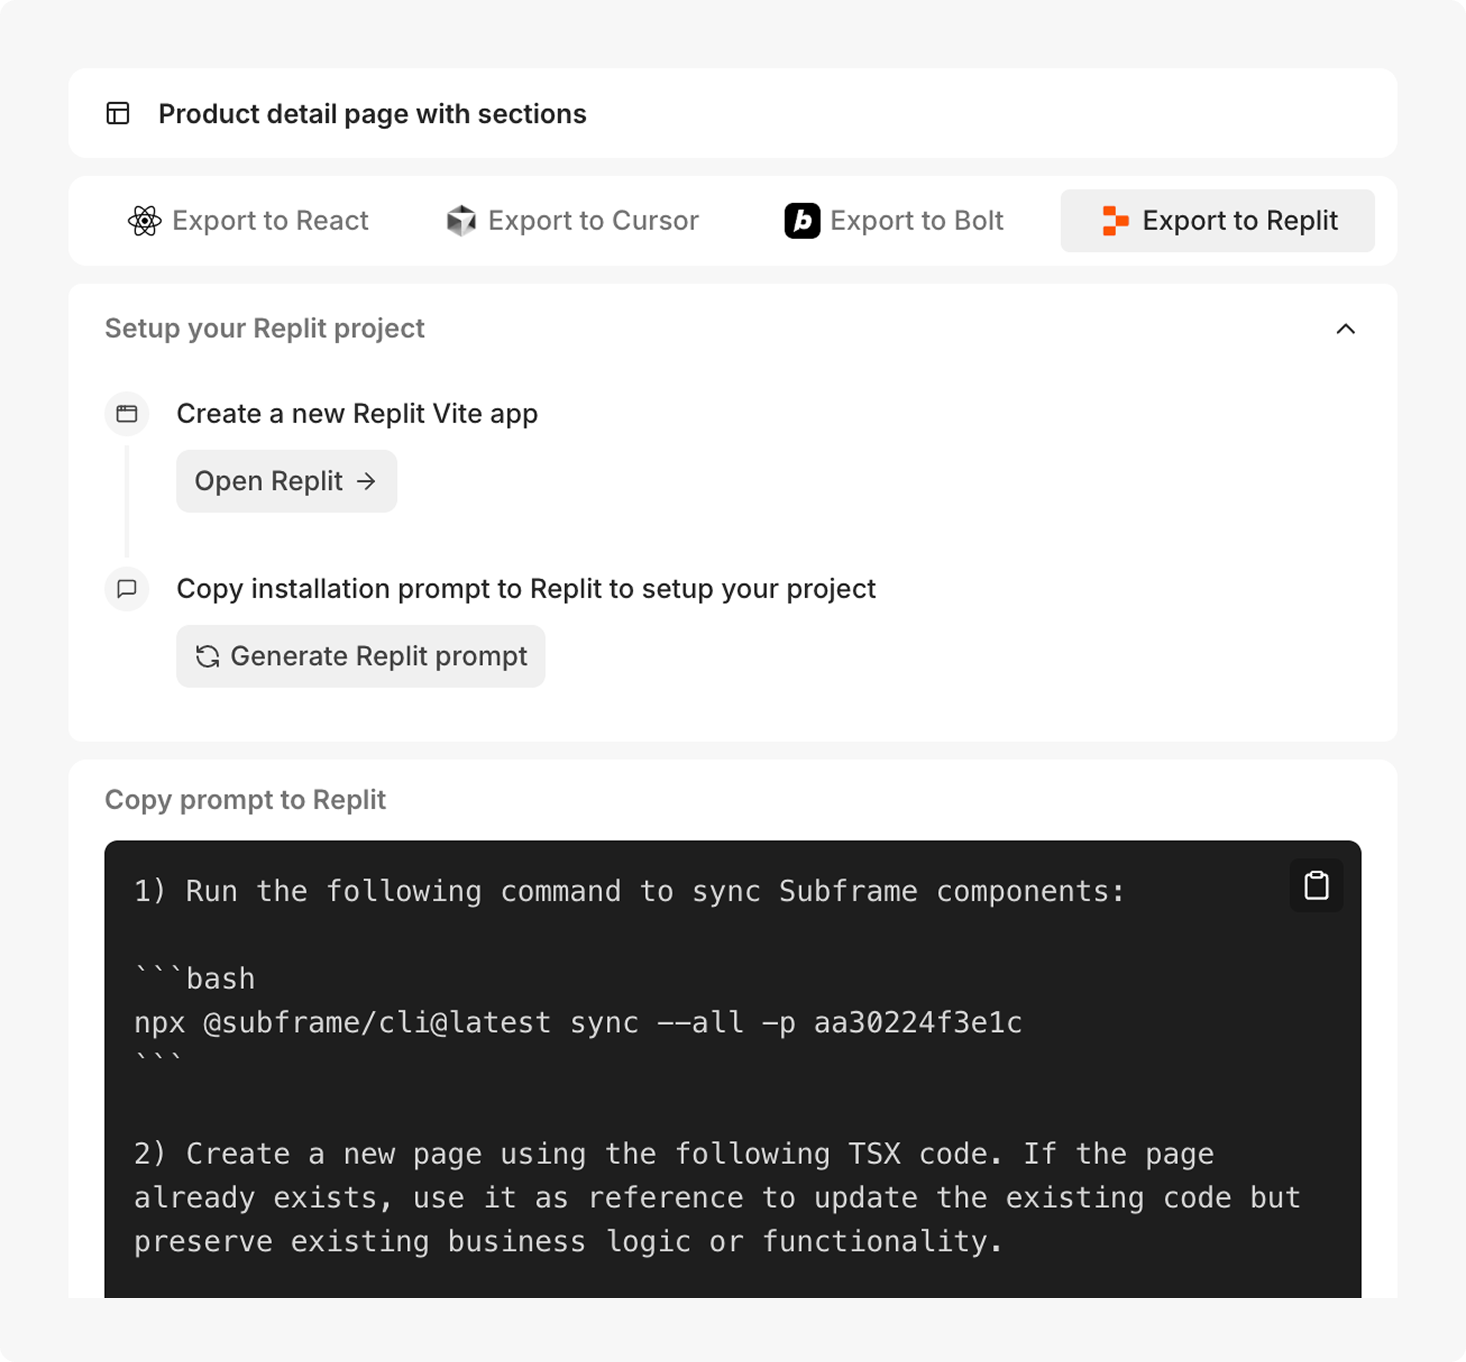 Product detail page with sections
Export to React
Export to Cursor
Export to Bolt
Export to Replit
Setup your Replit project
Create a new Replit Vite app
Open Replit →
Copy installation prompt to Replit to setup your project
Generate Replit prompt
Copy prompt to Replit
1) Run the following command to sync Subframe components:
```bash
npx @subframe/cli@latest sync --all -p aa30224f3e1c
```
2) Create a new page using the following TSX code. If the page
already exists, use it as reference to update the existing code but
preserve existing business logic or functionality.